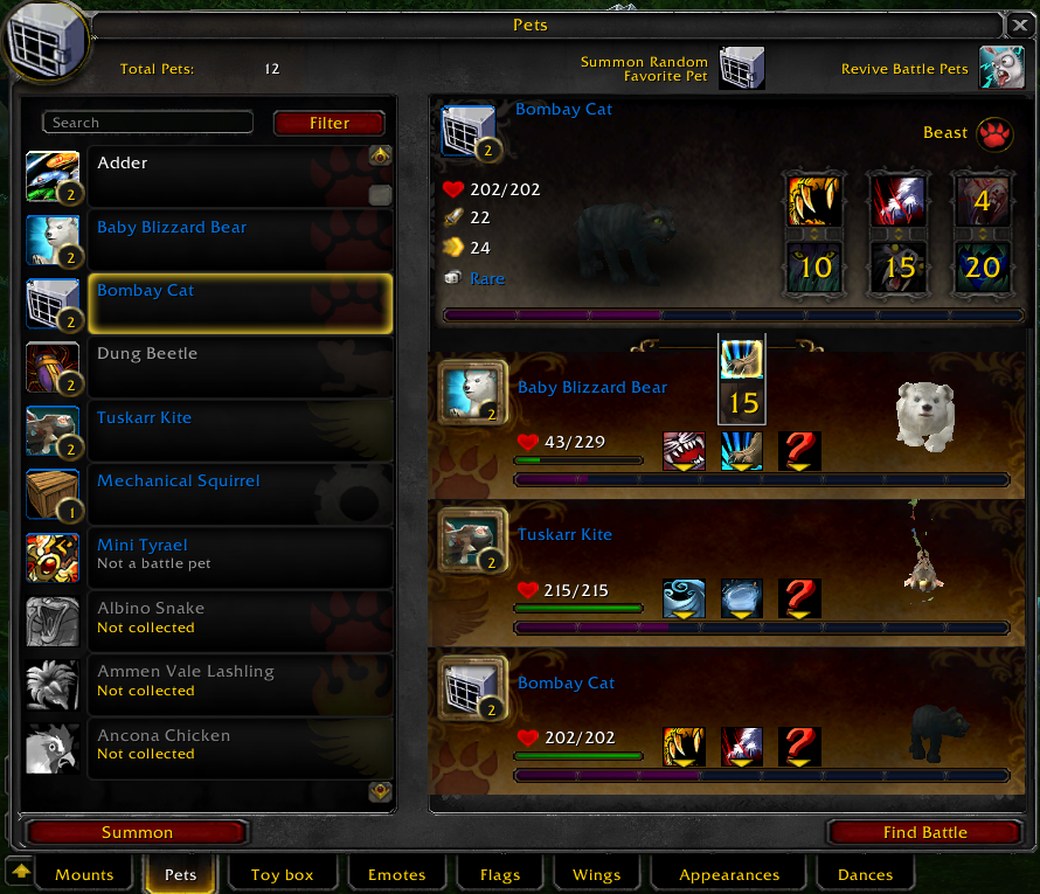 Pets
Total Pets: 12
Summon Random
Favorite Pet
Revive Battle Pets
Search
Filter
2
Adder
2
Baby Blizzard Bear
2
Bombay Cat
2
Dung Beetle
2
Tuskarr Kite
1
Mechanical Squirrel
Mini Tyrael
Not a battle pet
Albino Snake
Not collected
Ammen Vale Lashling
Not collected
Ancona Chicken
Not collected
Summon
Bombay Cat
2
Beast
202/202
22
24
Rare
4
10 15 20
Baby Blizzard Bear
2
15
43/229
?
Tuskarr Kite
2
215/215
?
Bombay Cat
2
202/202
?
Find Battle
Mounts Pets Toy box Emotes Flags Wings Appearances Dances